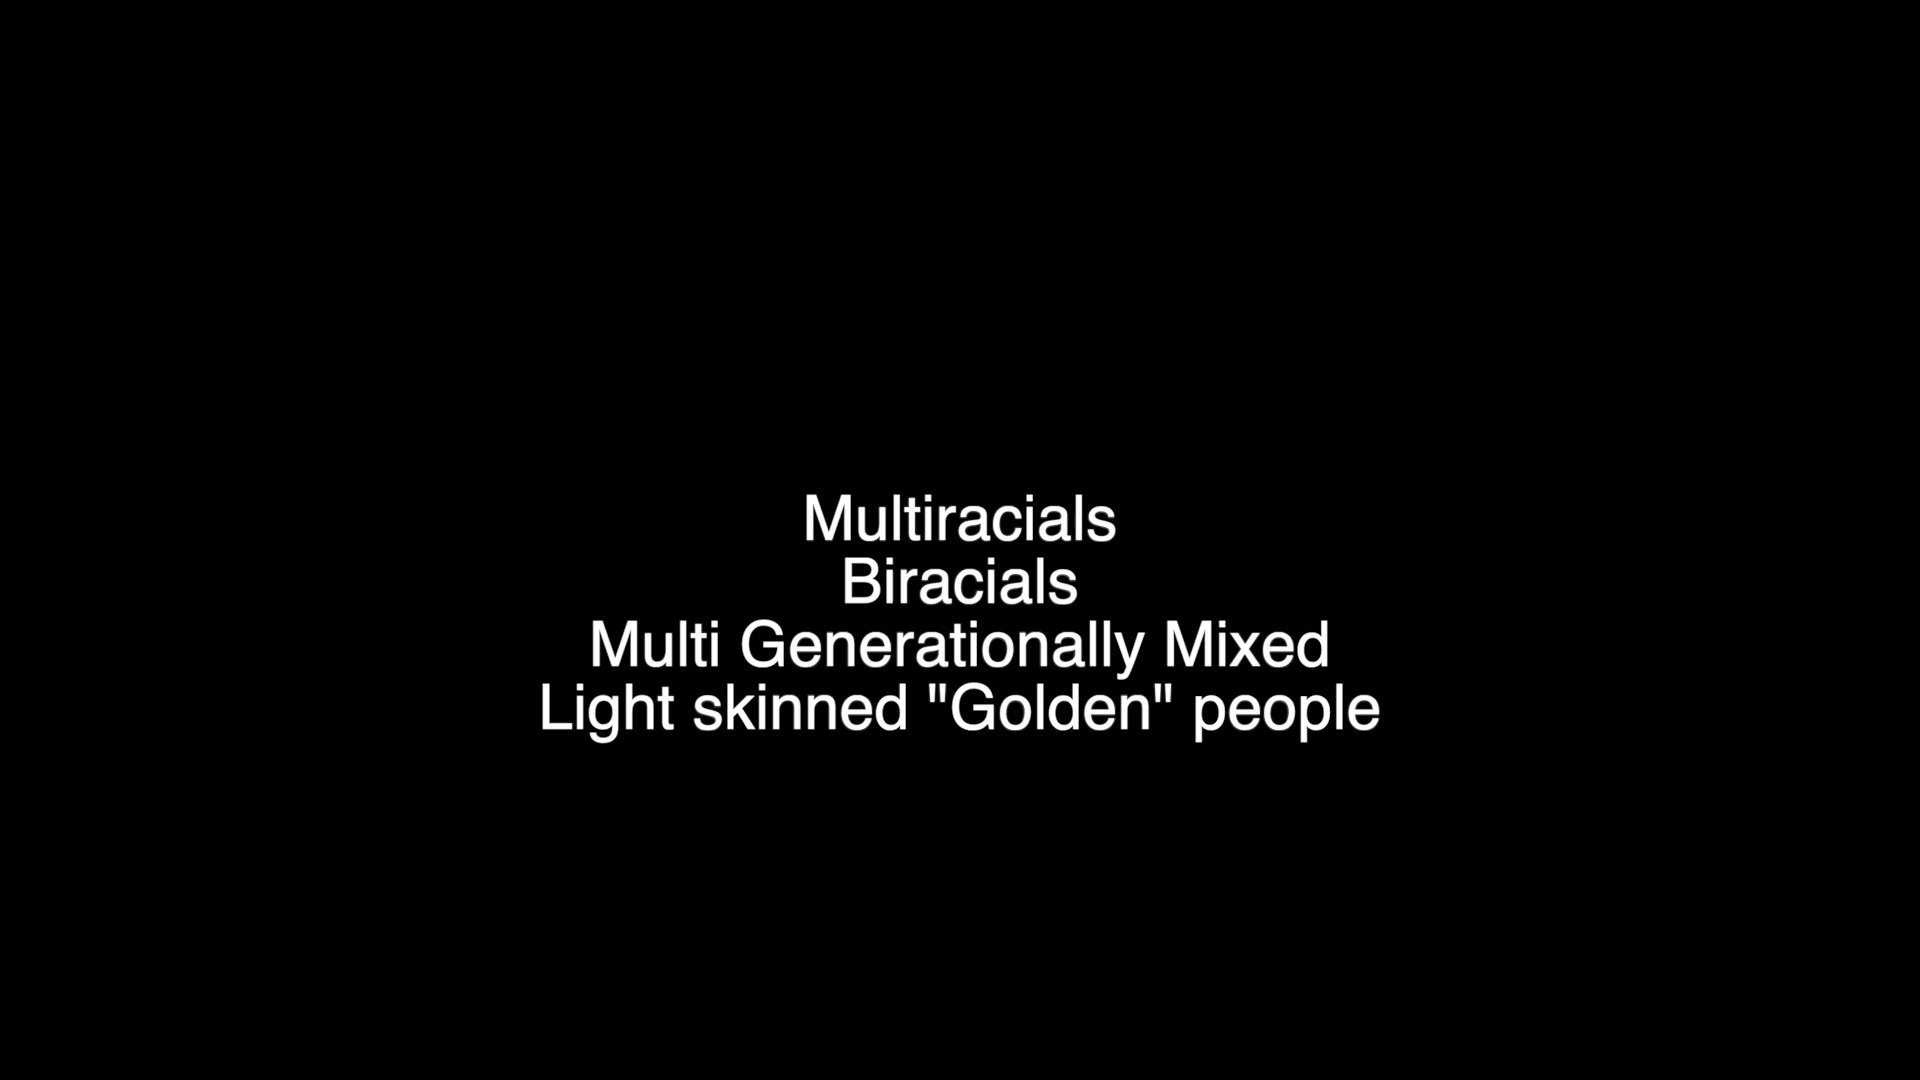 Multiracials
Biracials
Multi Generationally Mixed
Light skinned "Golden" people